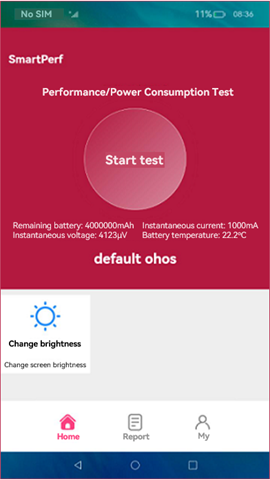 No SIM 11% 08:36
SmartPerf
Performance/Power Consumption Test
Start test
Remaining battery: 4000000mAh Instantaneous current: 1000mA
Instantaneous voltage: 4123μV Battery temperature: 22.2°C
default ohos
Change brightness
Change screen brightness
Home Report My